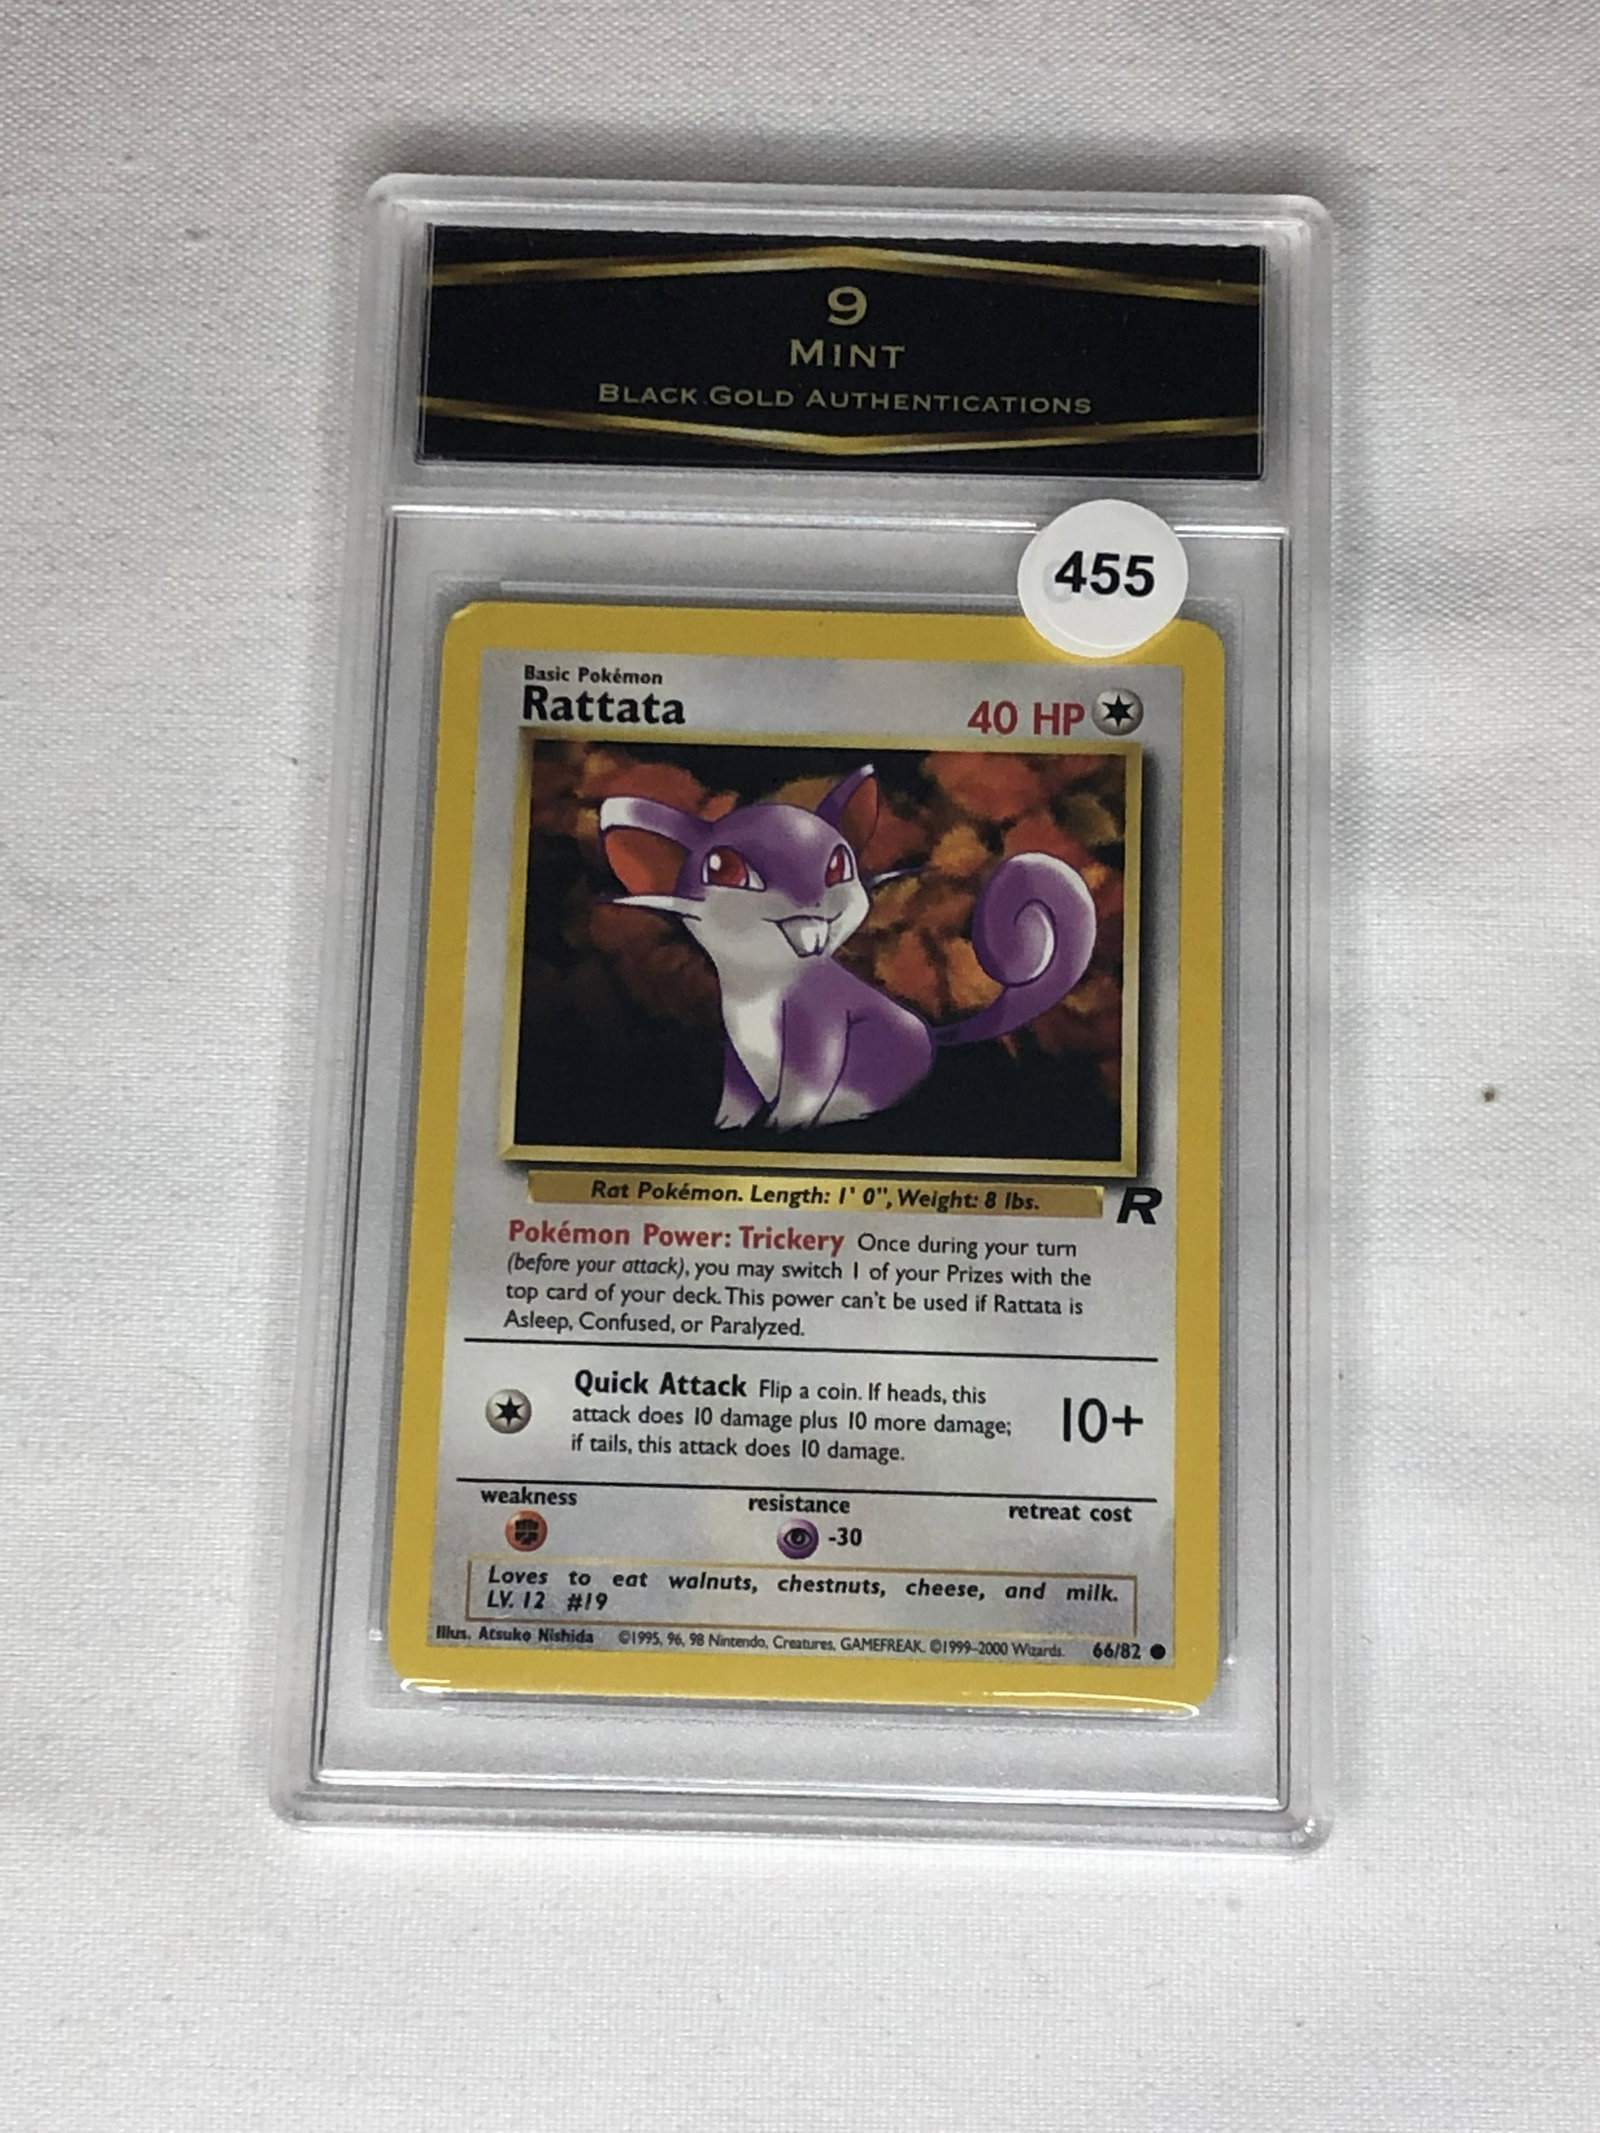 9
MINT
BLACK GOLD AUTHENTICATIONS
455
Basic Pokémon
Rattata
40 HP
Rat Pokémon. Length: 1' 0", Weight: 8 lbs.
R
Pokémon Power: Trickery Once during your turn
(before your attack), you may switch 1 of your Prizes with the
top card of your deck. This power can't be used if Rattata is
Asleep, Confused, or Paralyzed.
Quick Attack Flip a coin. If heads, this
attack does 10 damage plus 10 more damage;
if tails, this attack does 10 damage.
10+
weakness resistance retreat cost
-30
Loves to eat walnuts, chestnuts, cheese, and milk.
LV. 12 #19
Illus. Atsuko Nishida ©1995, 96, 98 Nintendo, Creatures, GAMEFREAK. ©1999-2000 Wizards. 66/82